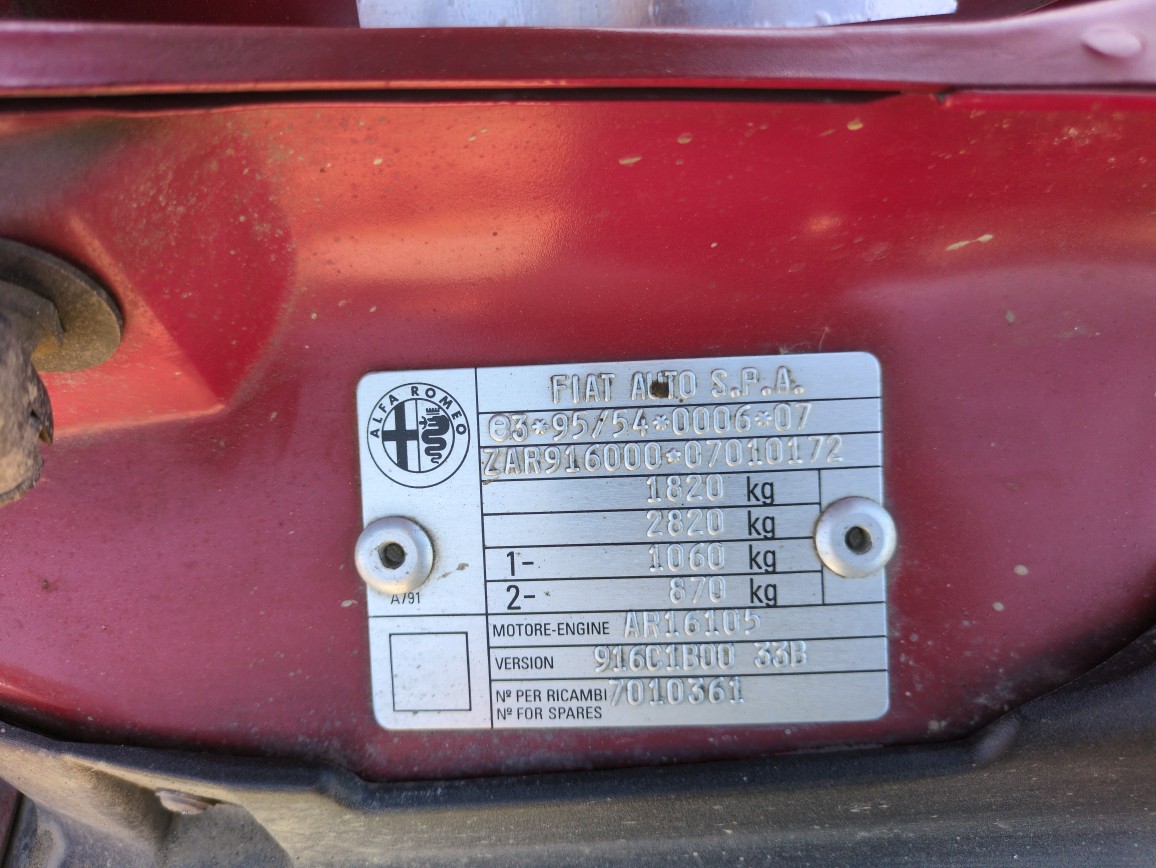 ALFA ROMEO
FIAT AUTO S.P.A.
e3*95/54*0006*07
ZAR916000*07010172
1820 kg
2820 kg
1- 1060 kg
2- 870 kg
A791
MOTORE-ENGINE AR16105
VERSION 916C1B00 33B
Nº PER RICAMBI 7010361
Nº FOR SPARES